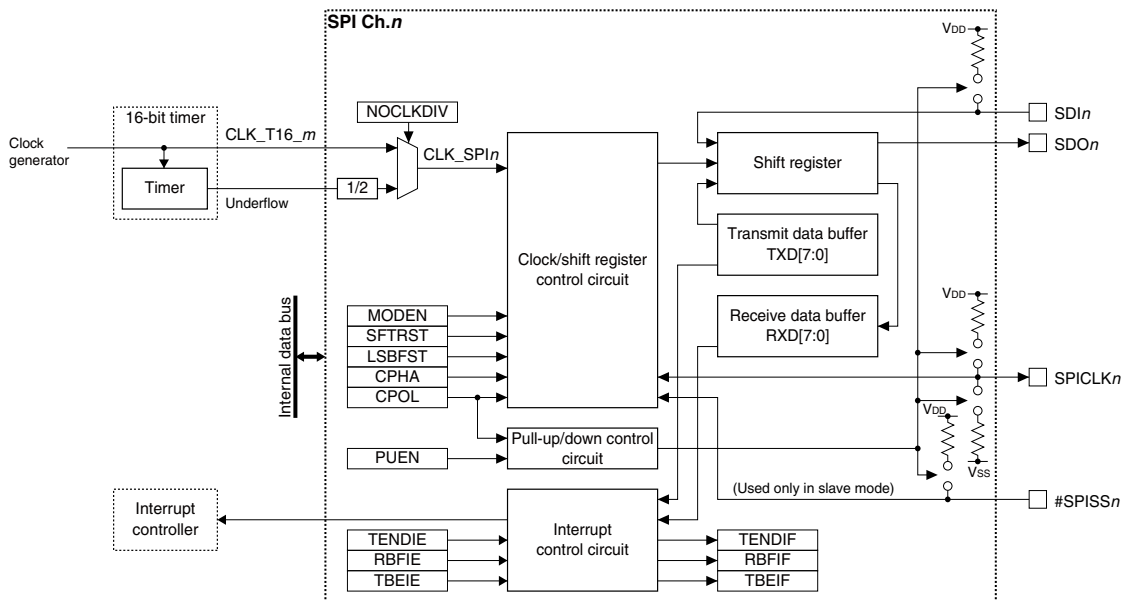 SPI Ch.n
VDD
NOCLKDIV
16-bit timer
CLK_T16_m
SDIn
Clock
generator
CLK_SPIn
SDOn
Shift register
Timer
1/2
Underflow
Transmit data buffer
TXD[7:0]
Clock/shift register
control circuit
VDD
Internal data bus
MODEN
SFTRST
LSBFST
CPHA
CPOL
Receive data buffer
RXD[7:0]
SPICLKn
VDD
Pull-up/down control
circuit
PUEN
VSS
(Used only in slave mode)
#SPISSn
Interrupt
controller
Interrupt
control circuit
TENDIE
RBFIE
TBEIE
TENDIF
RBFIF
TBEIF